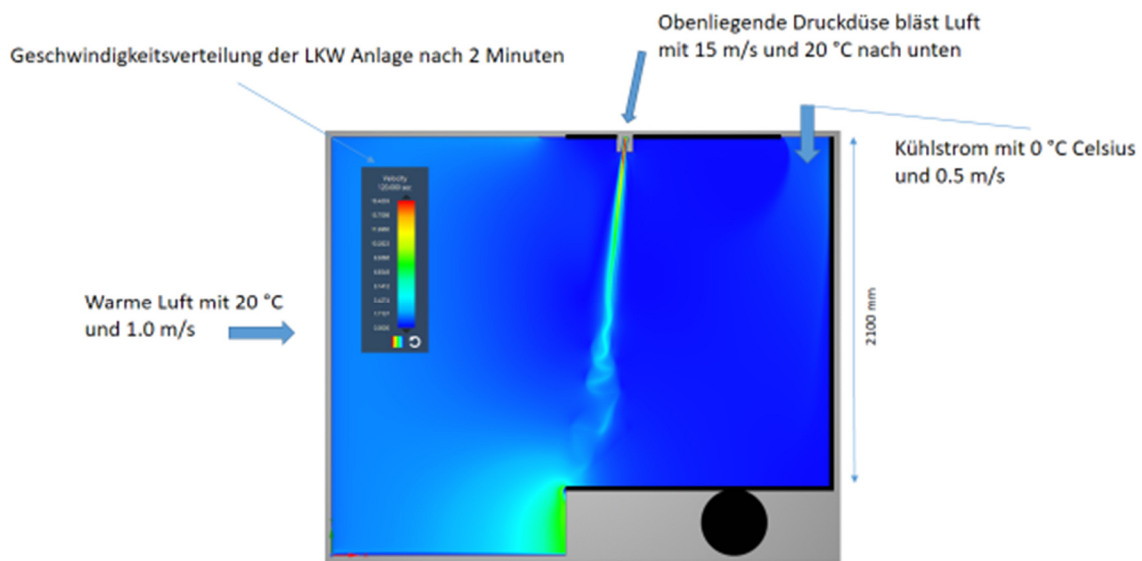 Obenliegende Druckdüse bläst Luft
mit 15 m/s und 20 °C nach unten
Geschwindigkeitsverteilung der LKW Anlage nach 2 Minuten
Kühlstrom mit 0 °C Celsius
und 0.5 m/s
Velocity
Warme Luft mit 20 °C
und 1.0 m/s
2100 mm